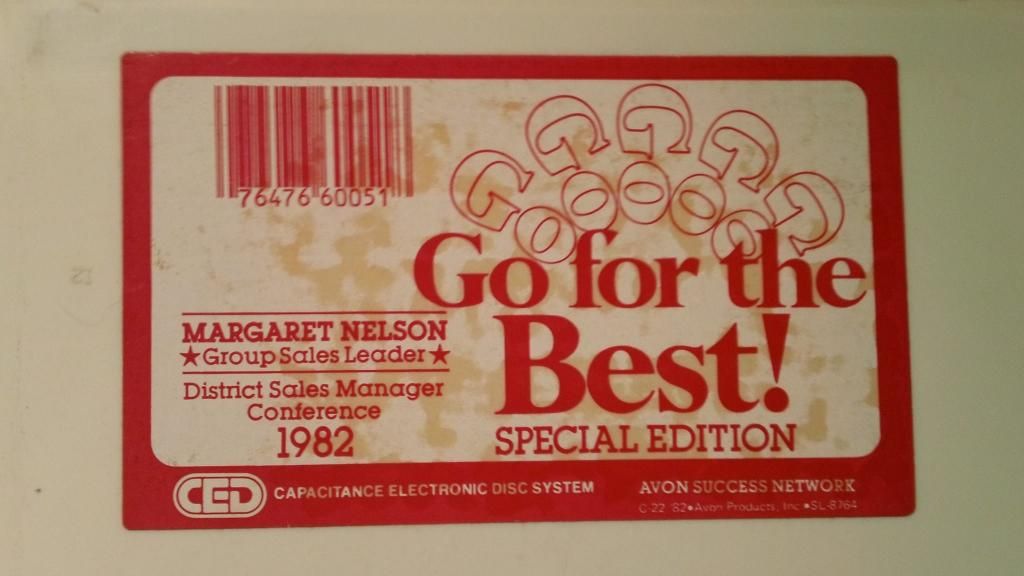 76476 60051
GO GO GO GO GO
Go for the
Best!
SPECIAL EDITION
MARGARET NELSON
★Group Sales Leader★
District Sales Manager
Conference
1982
CED CAPACITANCE ELECTRONIC DISC SYSTEM
AVON SUCCESS NETWORK
C-22 '82•Avon Products, Inc •SL-8764